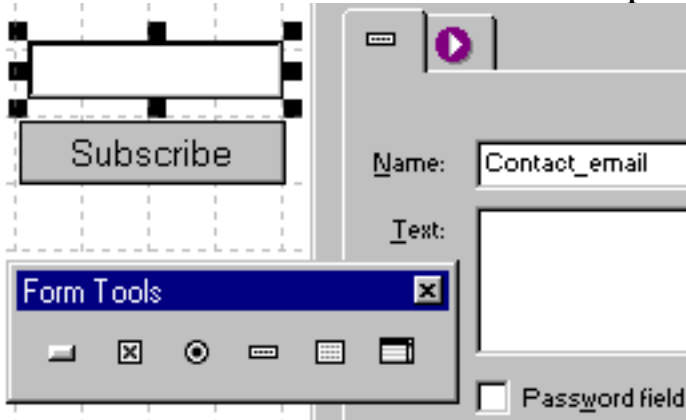 Subscribe
Name: Contact_email
Text:
Form Tools
Password field